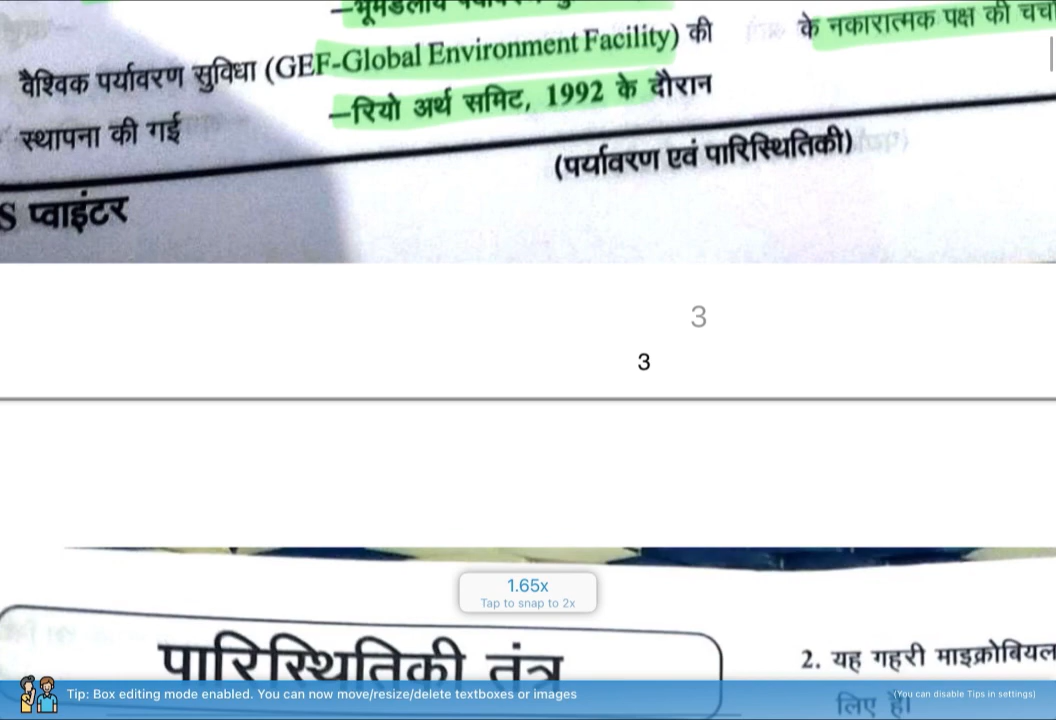 वैश्विक पर्यावरण सुविधा (GEF-Global Environment Facility) की
स्थापना की गई
—रियो अर्थ समिट, 1992 के दौरान
के नकारात्मक पक्ष की
(पर्यावरण एवं पारिस्थितिकी)
S प्वाइंटर
3
3
1.65x
Tap to snap to 2x
पारिस्थितिकी तंत्र
2. यह गहरी माइक्रोबियल
लिए है।
Tip: Box editing mode enabled. You can now move/resize/delete textboxes or images
(You can disable Tips in settings)